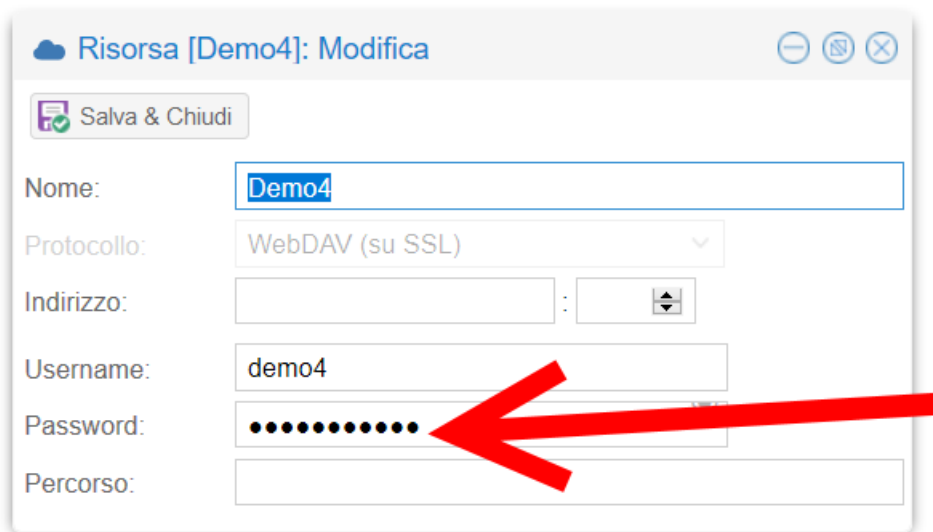 Risorsa [Demo4]: Modifica
Salva & Chiudi
Nome: Demo4
Protocollo: WebDAV (su SSL)
Indirizzo: :
Username: demo4
Password: •••••••••••
Percorso: